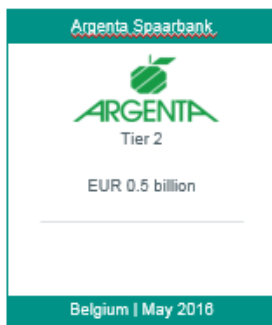 Argenta Spaarbank
ARGENTA
Tier 2
EUR 0.5 billion
Belgium | May 2016